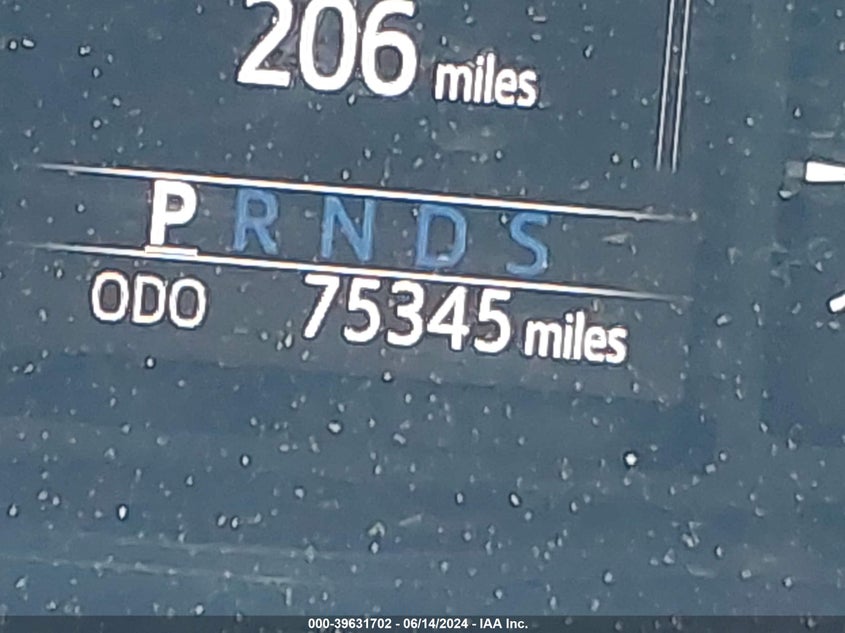 206 miles
P R N D S
ODO 75345 miles
000-39631702 - 06/14/2024 - IAA Inc.